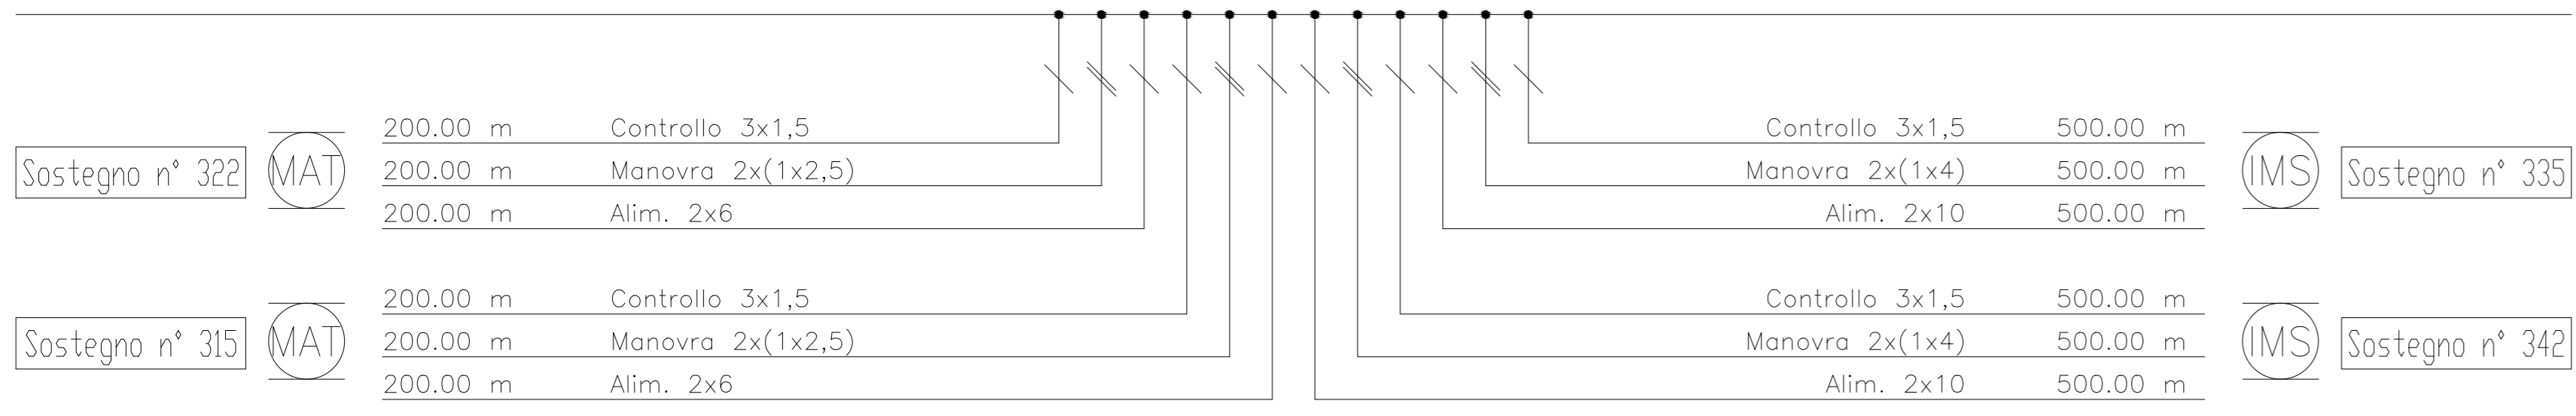 200.00 m Controllo 3x1,5 Controllo 3x1,5 500.00 m
Sostegno n° 322 MAT 200.00 m Manovra 2x(1x2,5) Manovra 2x(1x4) 500.00 m IMS Sostegno n° 335
200.00 m Alim. 2x6 Alim. 2x10 500.00 m
200.00 m Controllo 3x1,5 Controllo 3x1,5 500.00 m
Sostegno n° 315 MAT 200.00 m Manovra 2x(1x2,5) Manovra 2x(1x4) 500.00 m IMS Sostegno n° 342
200.00 m Alim. 2x6 Alim. 2x10 500.00 m